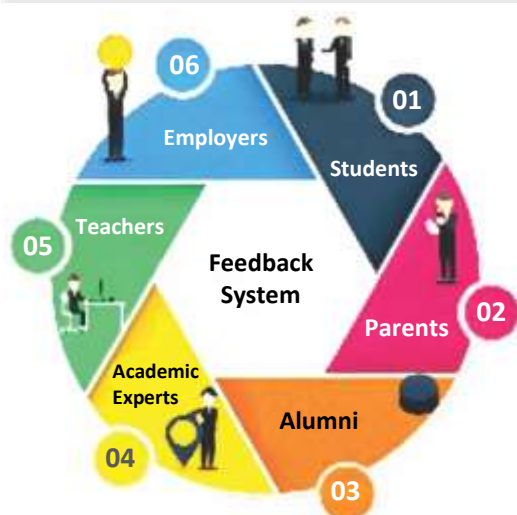 Feedback
System
01
Students
02
Parents
03
Alumni
04
Academic
Experts
05
Teachers
06
Employers